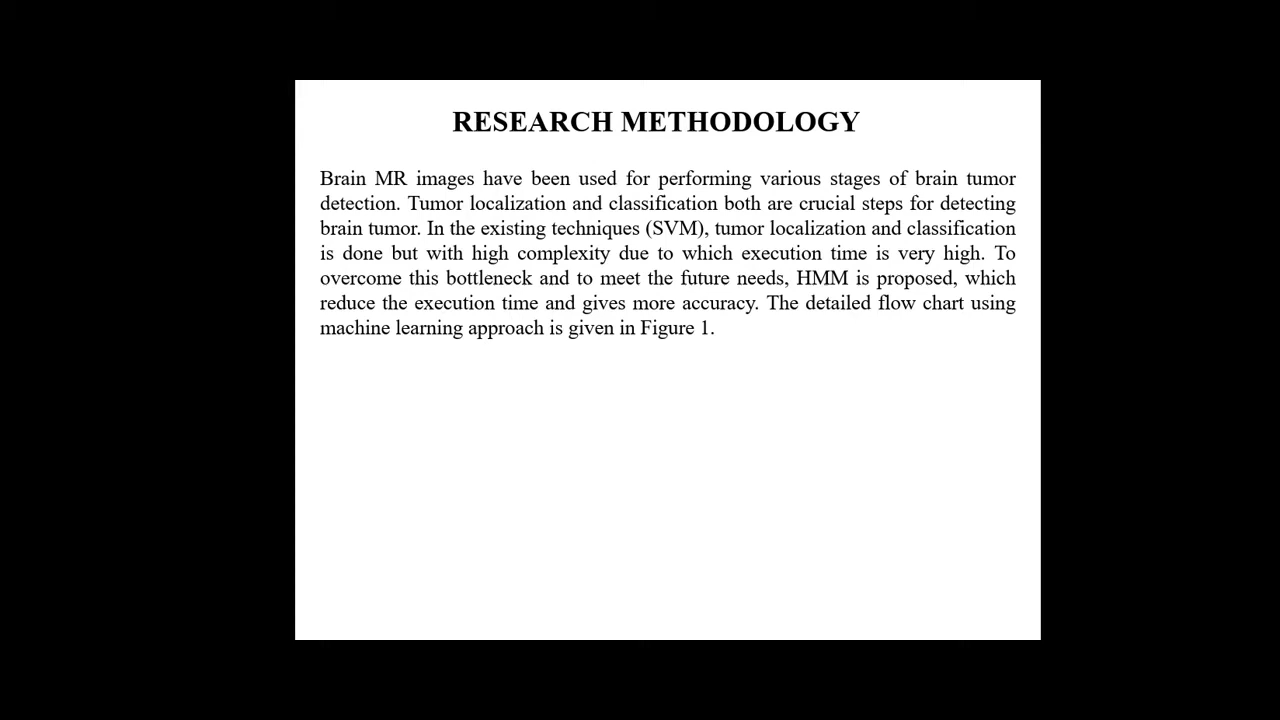 RESEARCH METHODOLOGY
Brain MR images have been used for performing various stages of brain tumor
detection. Tumor localization and classification both are crucial steps for detecting
brain tumor. In the existing techniques (SVM), tumor localization and classification
is done but with high complexity due to which execution time is very high. To
overcome this bottleneck and to meet the future needs, HMM is proposed, which
reduce the execution time and gives more accuracy. The detailed flow chart using
machine learning approach is given in Figure 1.